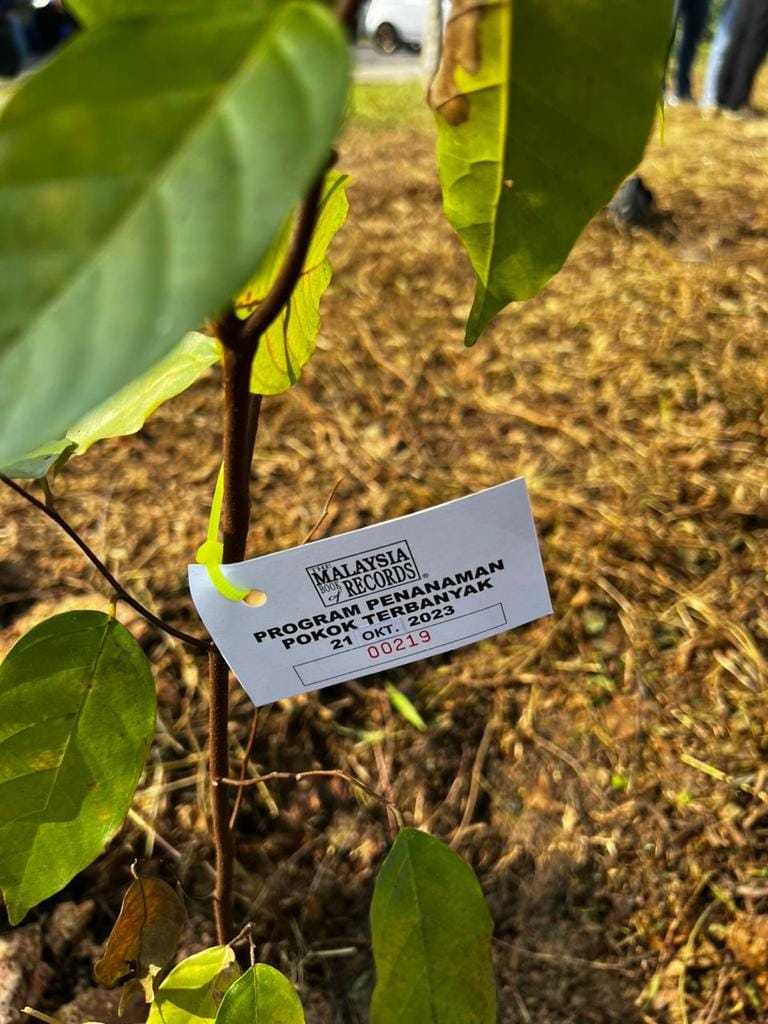 THE
MALAYSIA
BOOK of RECORDS®
PROGRAM PENANAMAN
POKOK TERBANYAK
21 OKT. 2023
00219